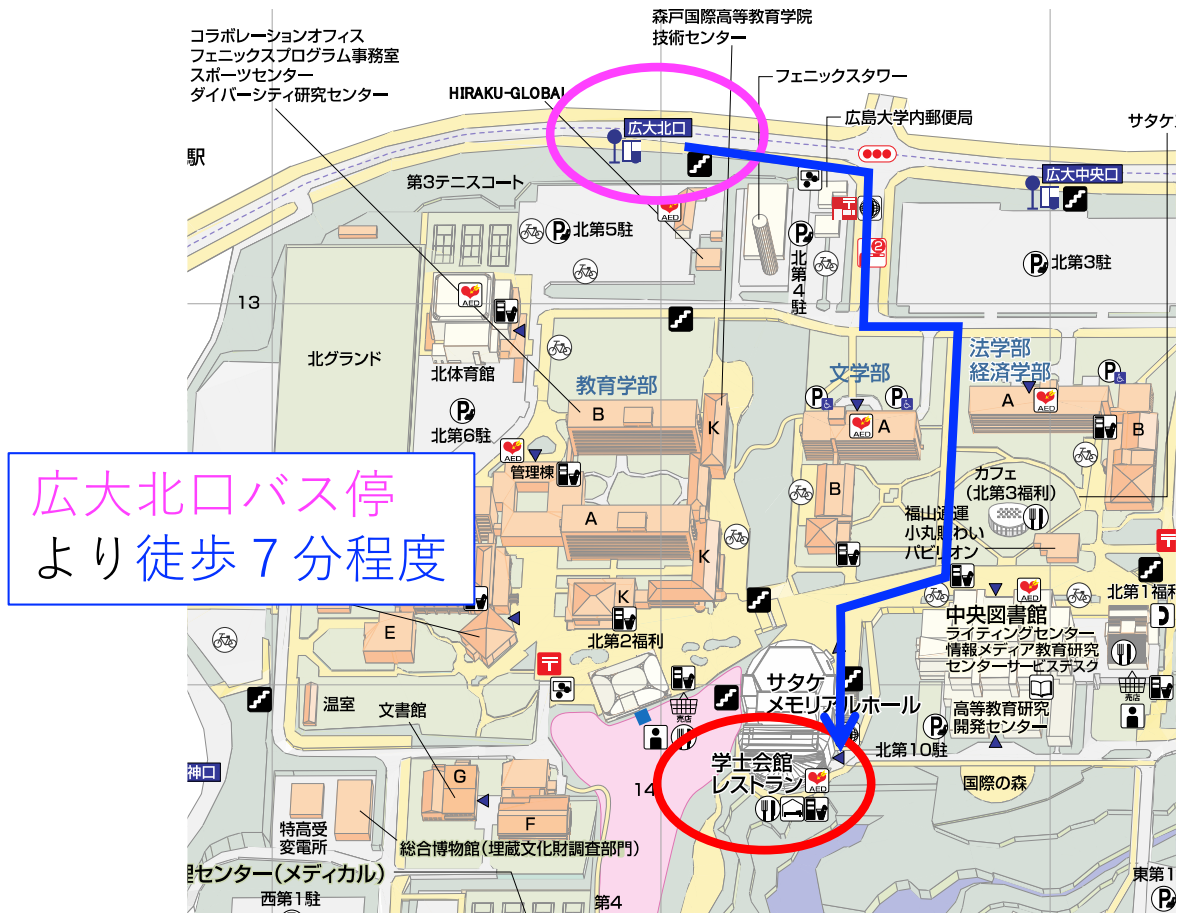 コラボレーションオフィス
フェニックスプログラム事務室
スポーツセンター
ダイバーシティ研究センター
森戸国際高等教育学院
技術センター
HIRAKU-GLOBAL
フェニックスタワー
広島大学内郵便局
サタケ
広大北口
広大中央口
駅
第3テニスコート
AED
北第5駐
北第4駐
2
北第3駐
13
AED
北グランド
北体育館
北第6駐
教育学部
文学部
法学部
経済学部
B
K
A
AED
A
AED
B
AED
管理棟
カフェ
(北第3福利)
B
A
K
福山通運
小丸賑わい
パビリオン
広大北口バス停
より徒歩7分程度
K
E
北第2福利
AED
北第1福利
中央図書館
ライティングセンター
情報メディア教育研究
センターサービスデスク
サタケ
メモリアルホール
売店
売店
高等教育研究
開発センター
北第10駐
温室
文書館
学士会館
レストラン
AED
国際の森
神口
G
F
14
特高受
変電所
総合博物館(埋蔵文化財調査部門)
理センター(メディカル)
西第1駐
第4
東第1